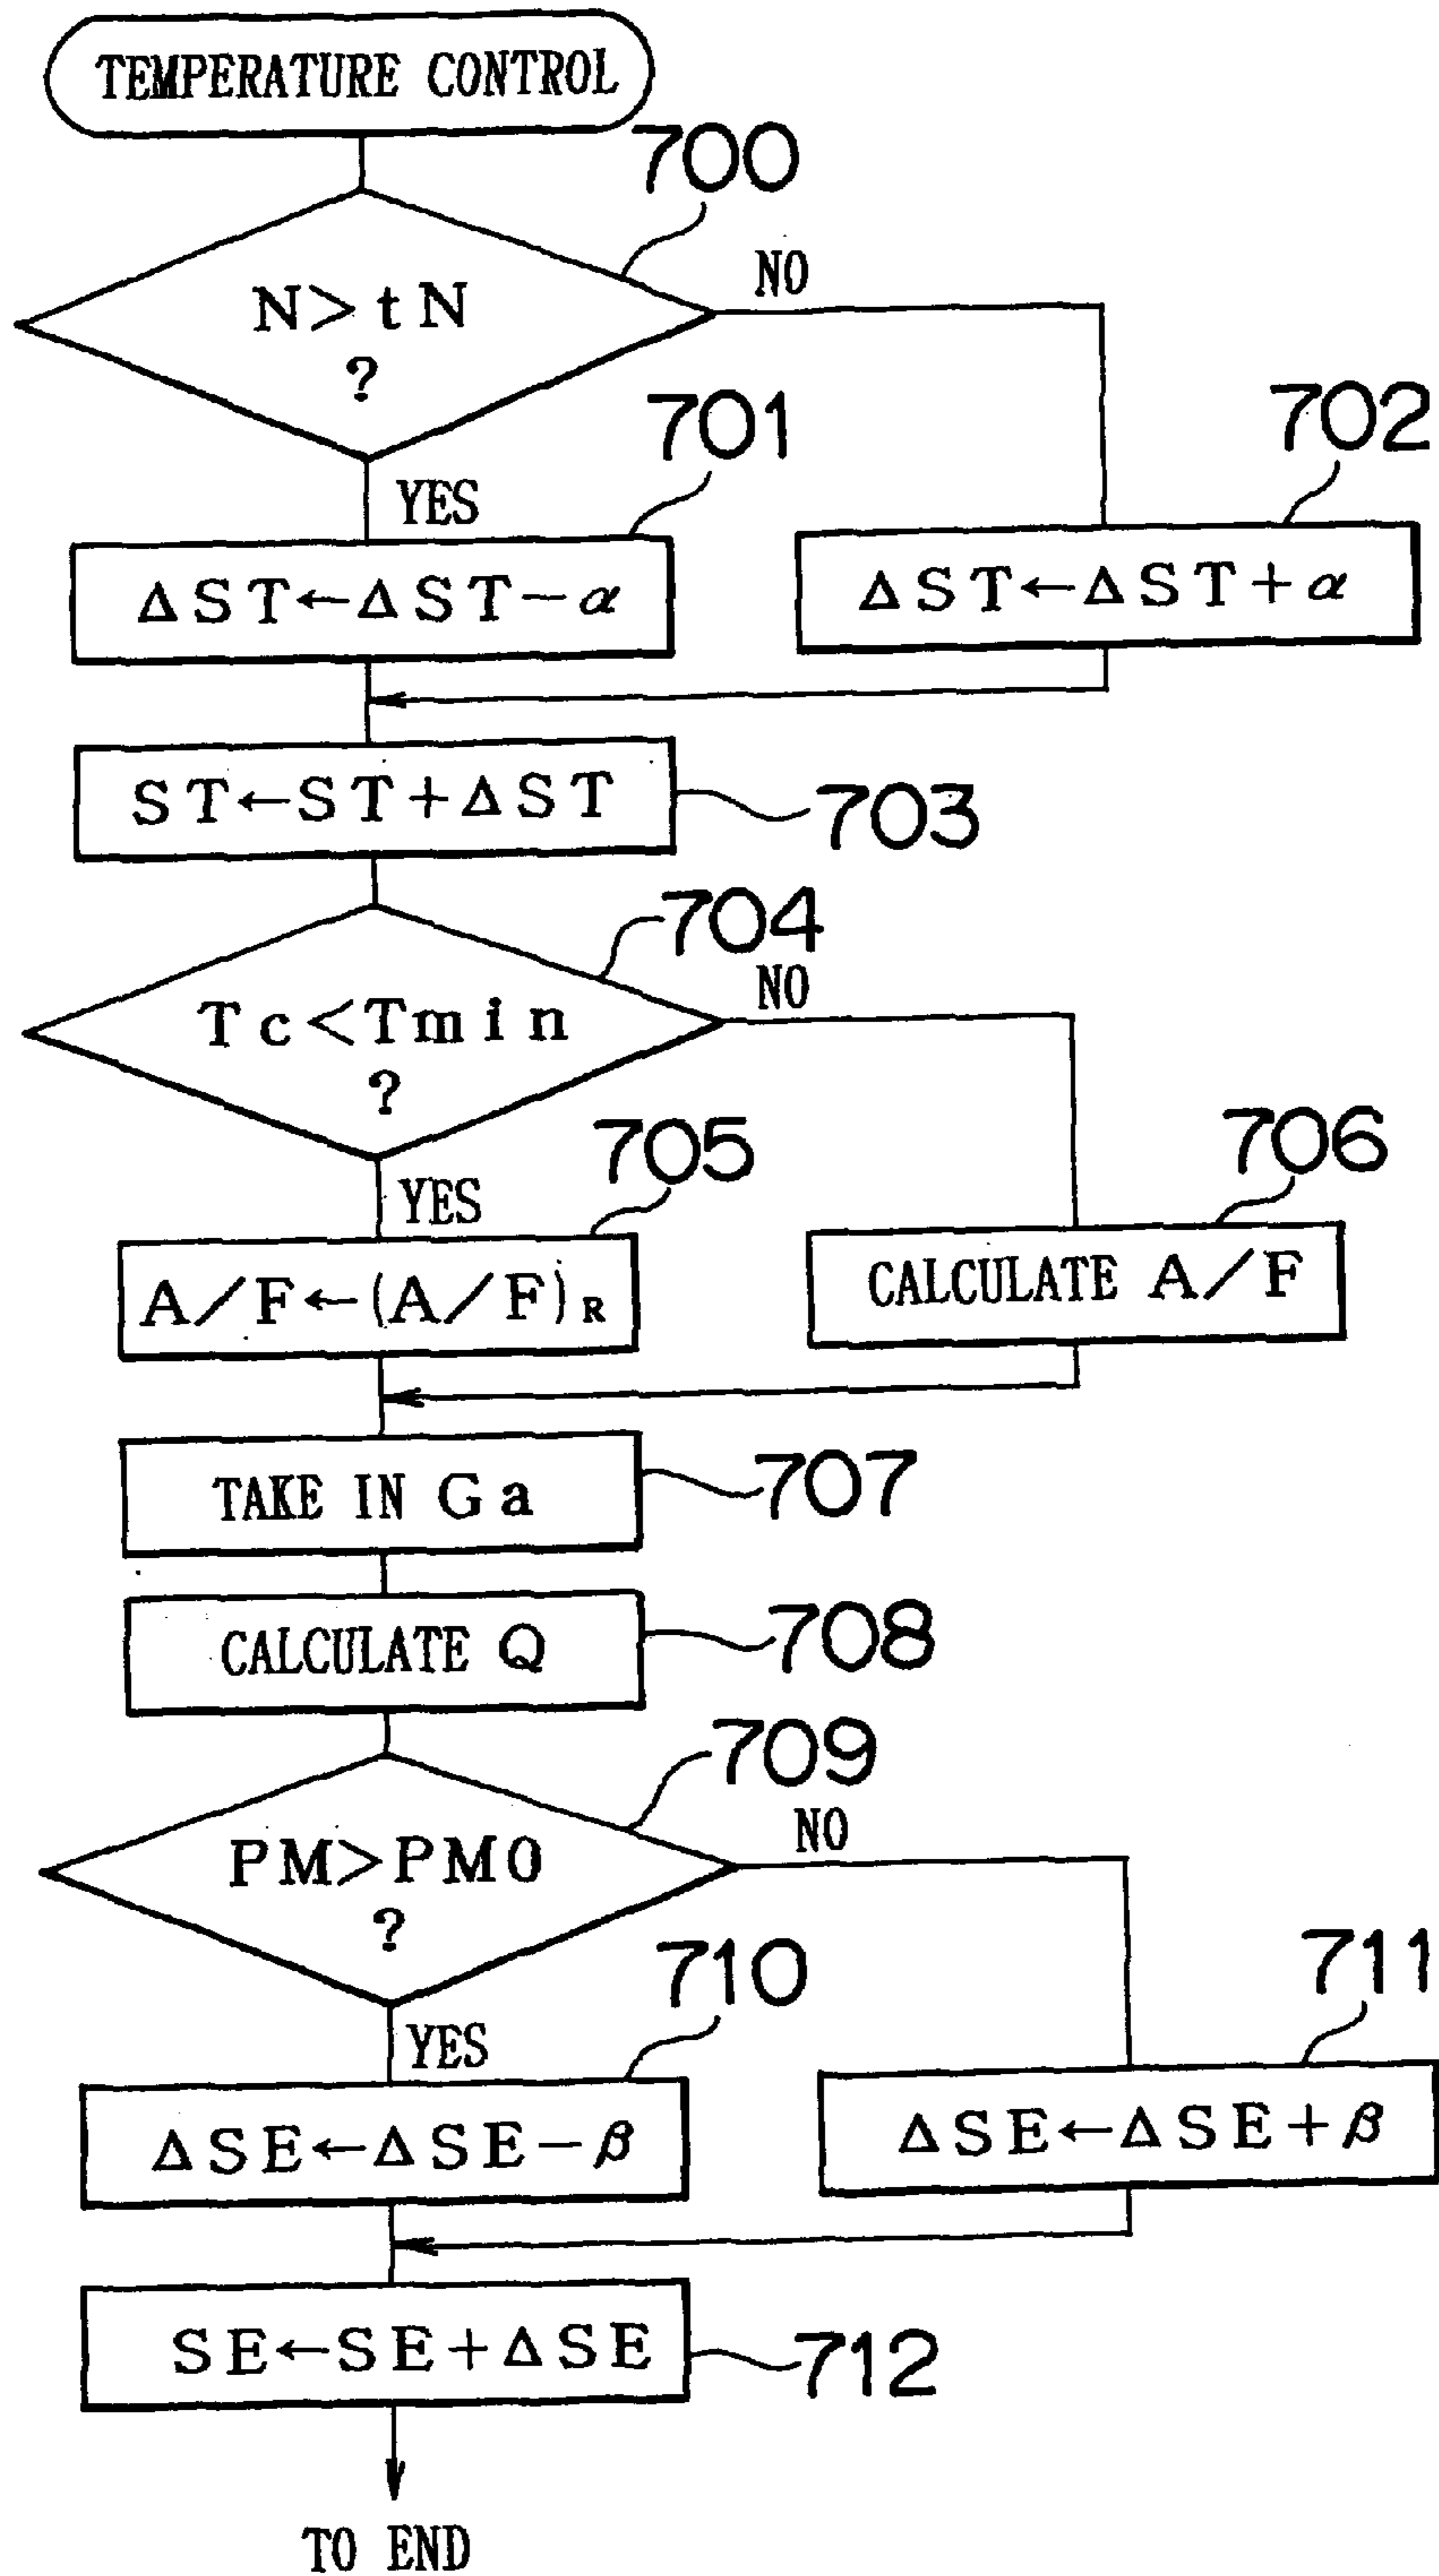 TEMPERATURE CONTROL
700
N>tN
?
NO
YES
701
702
ΔST←ΔST-α
ΔST←ΔST+α
ST←ST+ΔST
703
704
Tc<Tmin
?
NO
YES
705
706
A/F←(A/F)R
CALCULATE A/F
TAKE IN Ga
707
CALCULATE Q
708
709
PM>PM0
?
NO
YES
710
711
ΔSE←ΔSE-β
ΔSE←ΔSE+β
SE←SE+ΔSE
712
TO END